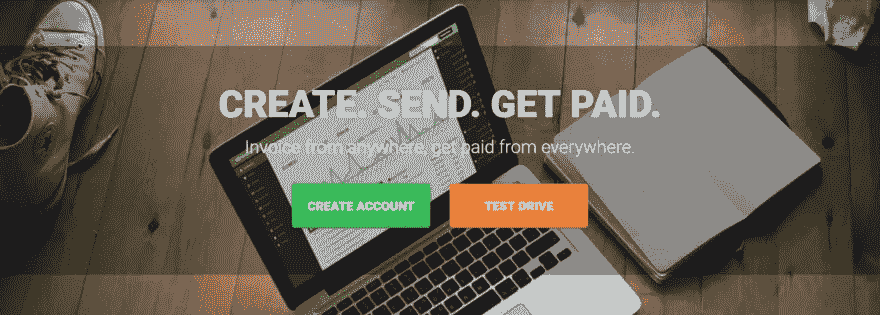 CREATE. SEND. GET PAID.
Invoice from anywhere, get paid from everywhere.
CREATE ACCOUNT
TEST DRIVE